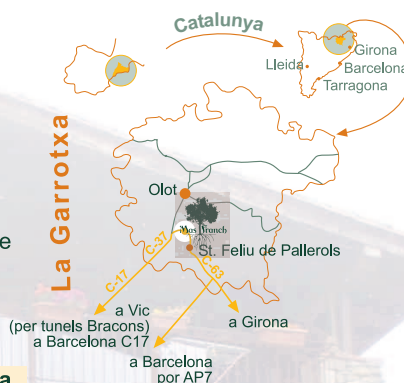 Catalunya
Girona
Lleida
Barcelona
Tarragona
La Garrotxa
Olot
Mas Branch
e
St. Feliu de Pallerols
C-37
C-17
C-63
a Vic
(per tunels Bracons)
a Barcelona C17
a Girona
a Barcelona
por AP7
a